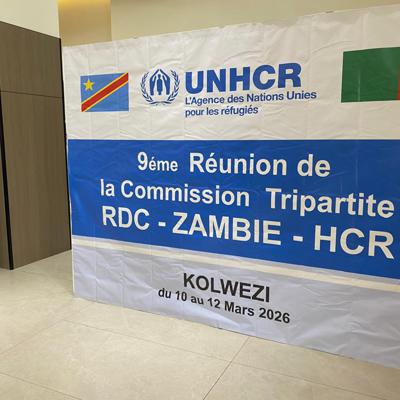 UNHCR
L'Agence des Nations Unies
pour les réfugiés
9éme Réunion de
la Commission Tripartite
RDC - ZAMBIE - HCR
KOLWEZI
du 10 au 12 Mars 2026